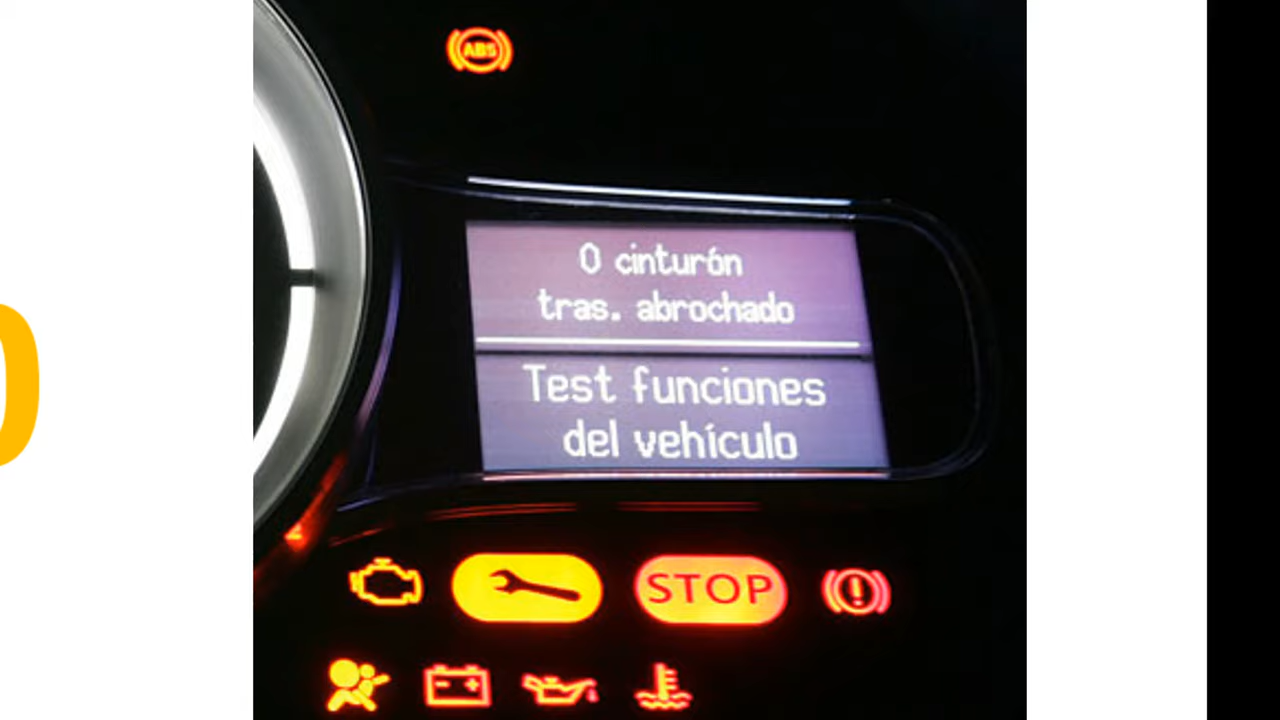 ABS
0 cinturón
tras. abrochado
Test funciones
del vehículo
STOP